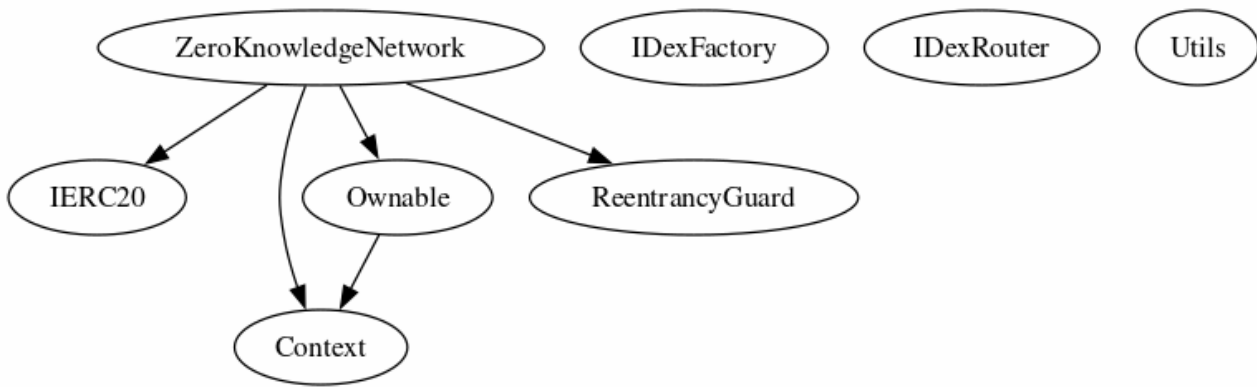 ZeroKnowledgeNetwork
IDexFactory
IDexRouter
Utils
IERC20
Ownable
ReentrancyGuard
Context